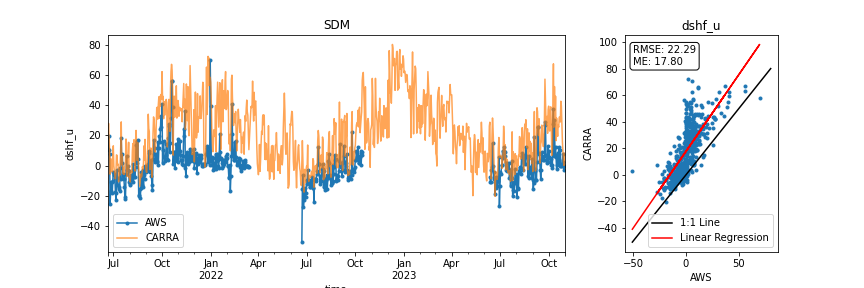 SDM
dshf_u
80
60
40
20
0
−20
−40
Jul
Oct
Jan
2022
Apr
Jul
Oct
Jan
2023
Apr
Jul
Oct
time
AWS
CARRA
dshf_u
RMSE: 22.29
ME: 17.80
CARRA
100
80
60
40
20
0
−20
−40
−50
0
50
AWS
1:1 Line
Linear Regression